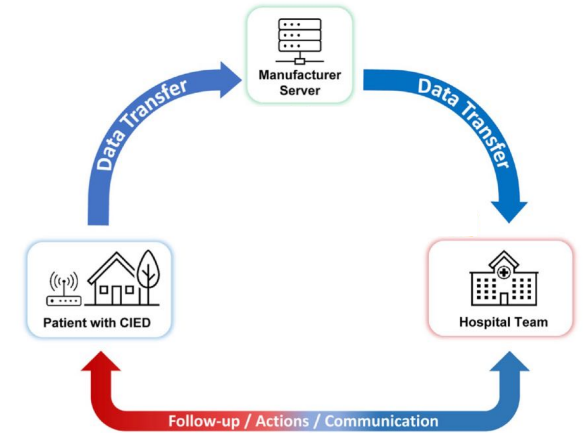 Manufacturer
Server
Data Transfer
Data Transfer
Patient with CIED
Hospital Team
Follow-up / Actions / Communication